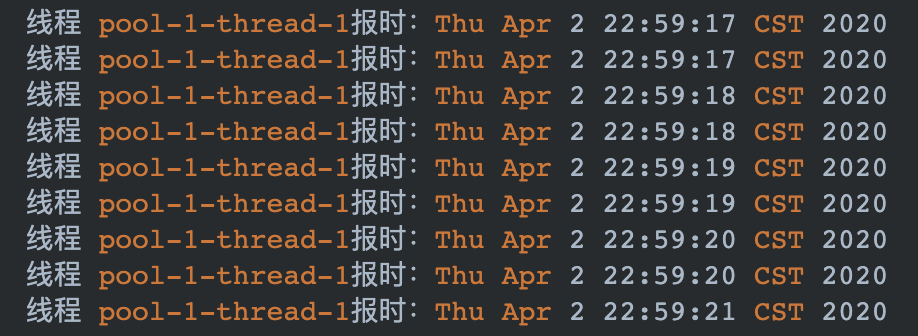 线程 pool-1-thread-1报时：Thu Apr 2 22:59:17 CST 2020
线程 pool-1-thread-1报时：Thu Apr 2 22:59:17 CST 2020
线程 pool-1-thread-1报时：Thu Apr 2 22:59:18 CST 2020
线程 pool-1-thread-1报时：Thu Apr 2 22:59:18 CST 2020
线程 pool-1-thread-1报时：Thu Apr 2 22:59:19 CST 2020
线程 pool-1-thread-1报时：Thu Apr 2 22:59:19 CST 2020
线程 pool-1-thread-1报时：Thu Apr 2 22:59:20 CST 2020
线程 pool-1-thread-1报时：Thu Apr 2 22:59:20 CST 2020
线程 pool-1-thread-1报时：Thu Apr 2 22:59:21 CST 2020